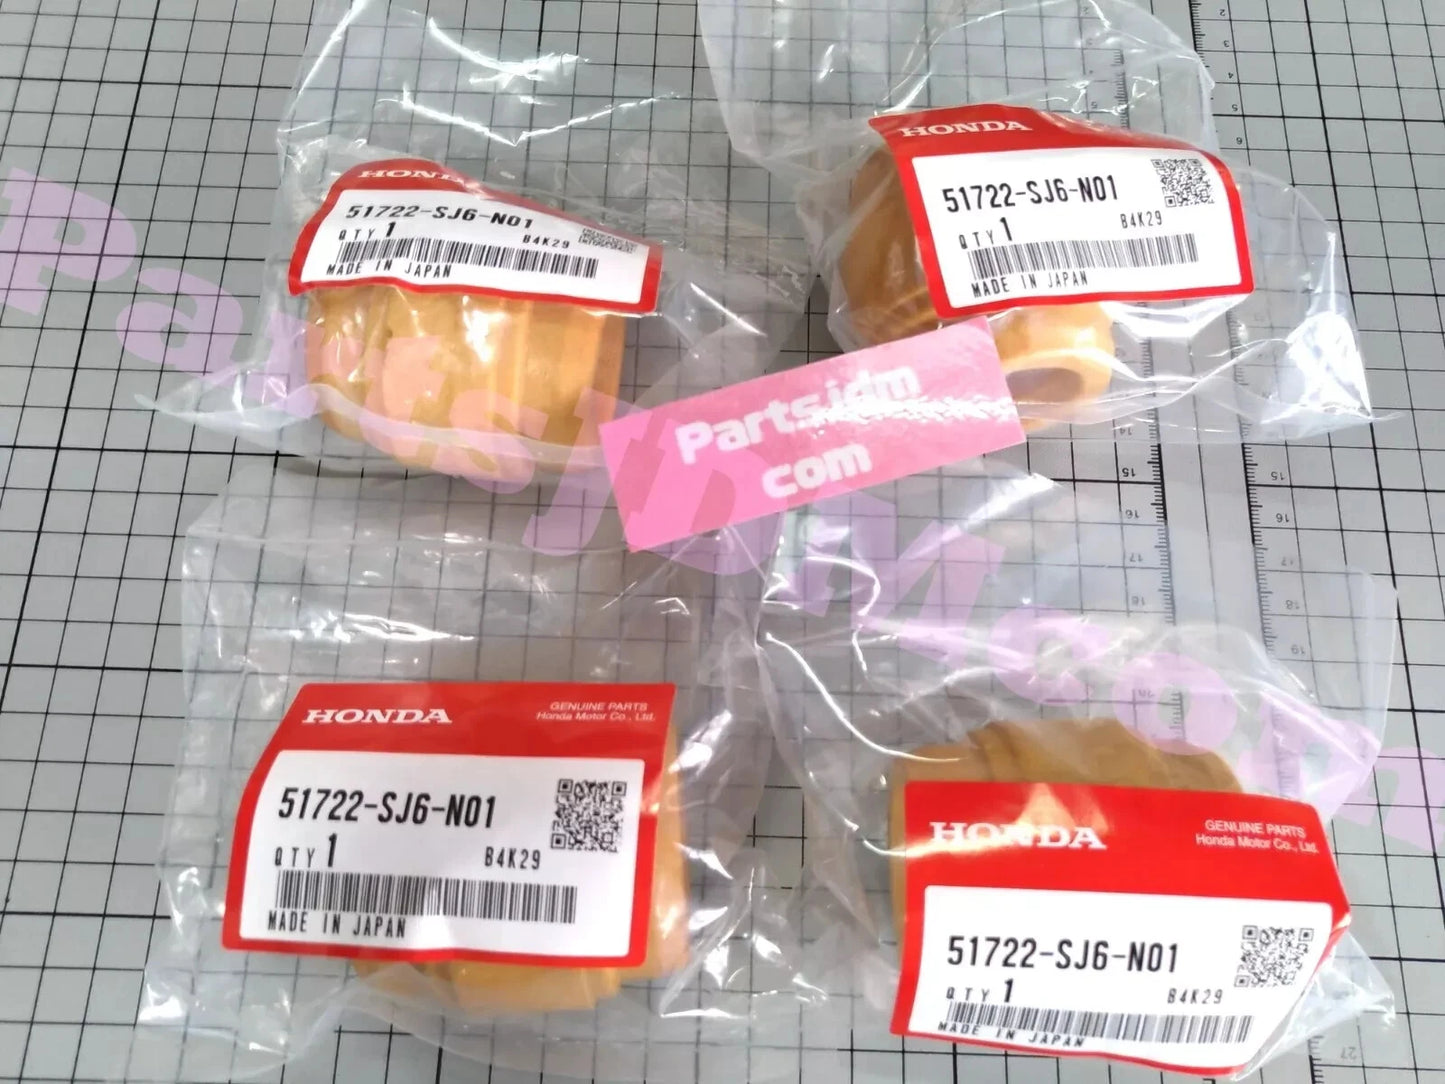 HONDA
51722-SJ6-N01
QTY 1 B4K29
MADE IN JAPAN
HONDA
51722-SJ6-N01
QTY 1 B4K29
MADE IN JAPAN
Partsjdm
com
PartsJDMcom
HONDA
GENUINE PARTS
Honda Motor Co., Ltd.
51722-SJ6-N01
QTY 1 B4K29
MADE IN JAPAN
HONDA
GENUINE PARTS
Honda Motor Co., Ltd.
51722-SJ6-N01
QTY 1 B4K29
MADE IN JAPAN